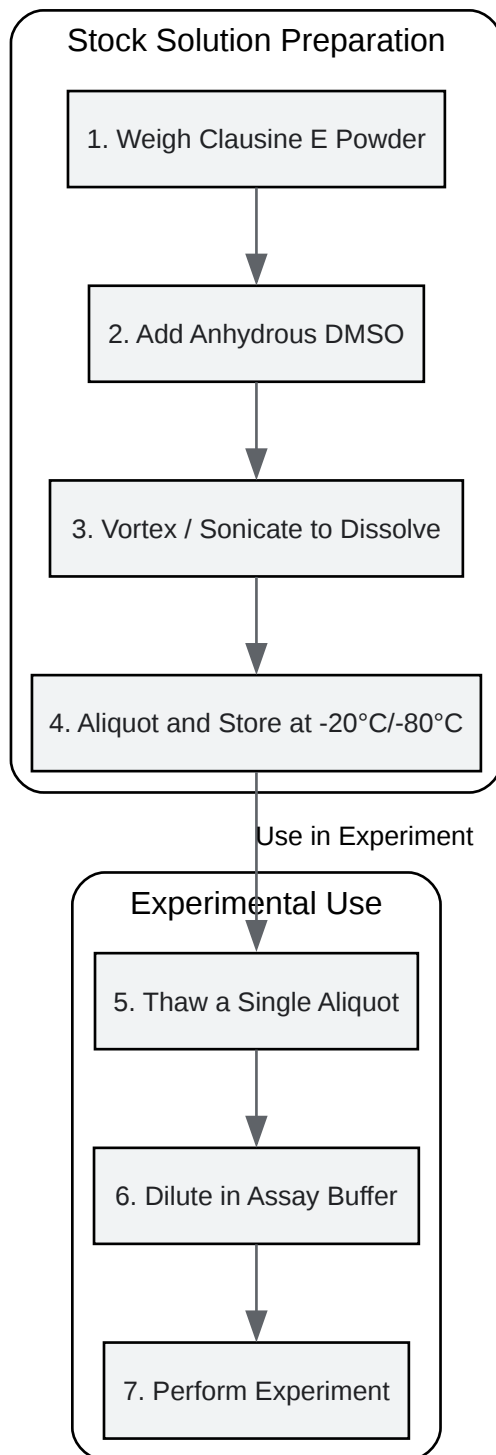 Stock Solution Preparation
1. Weigh Clausine E Powder
2. Add Anhydrous DMSO
3. Vortex / Sonicate to Dissolve
4. Aliquot and Store at -20°C/-80°C
Use in Experiment
Experimental Use
5. Thaw a Single Aliquot
6. Dilute in Assay Buffer
7. Perform Experiment